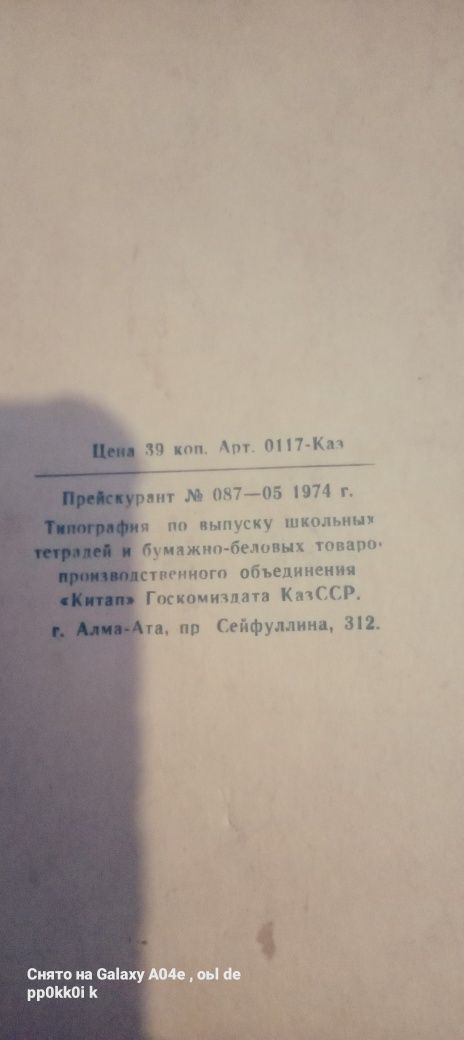 Цена 39 коп. Арт. 0117-Каз
Прейскурант № 087—05 1974 г.
Типография по выпуску школьных
тетрадей и бумажно-беловых товаро.
производственного объединения
«Китап» Госкомиздата КазССР.
г. Алма-Ата, пр Сейфуллина, 312.
Снято на Galaxy A04e , оы de
pp0kk0i k